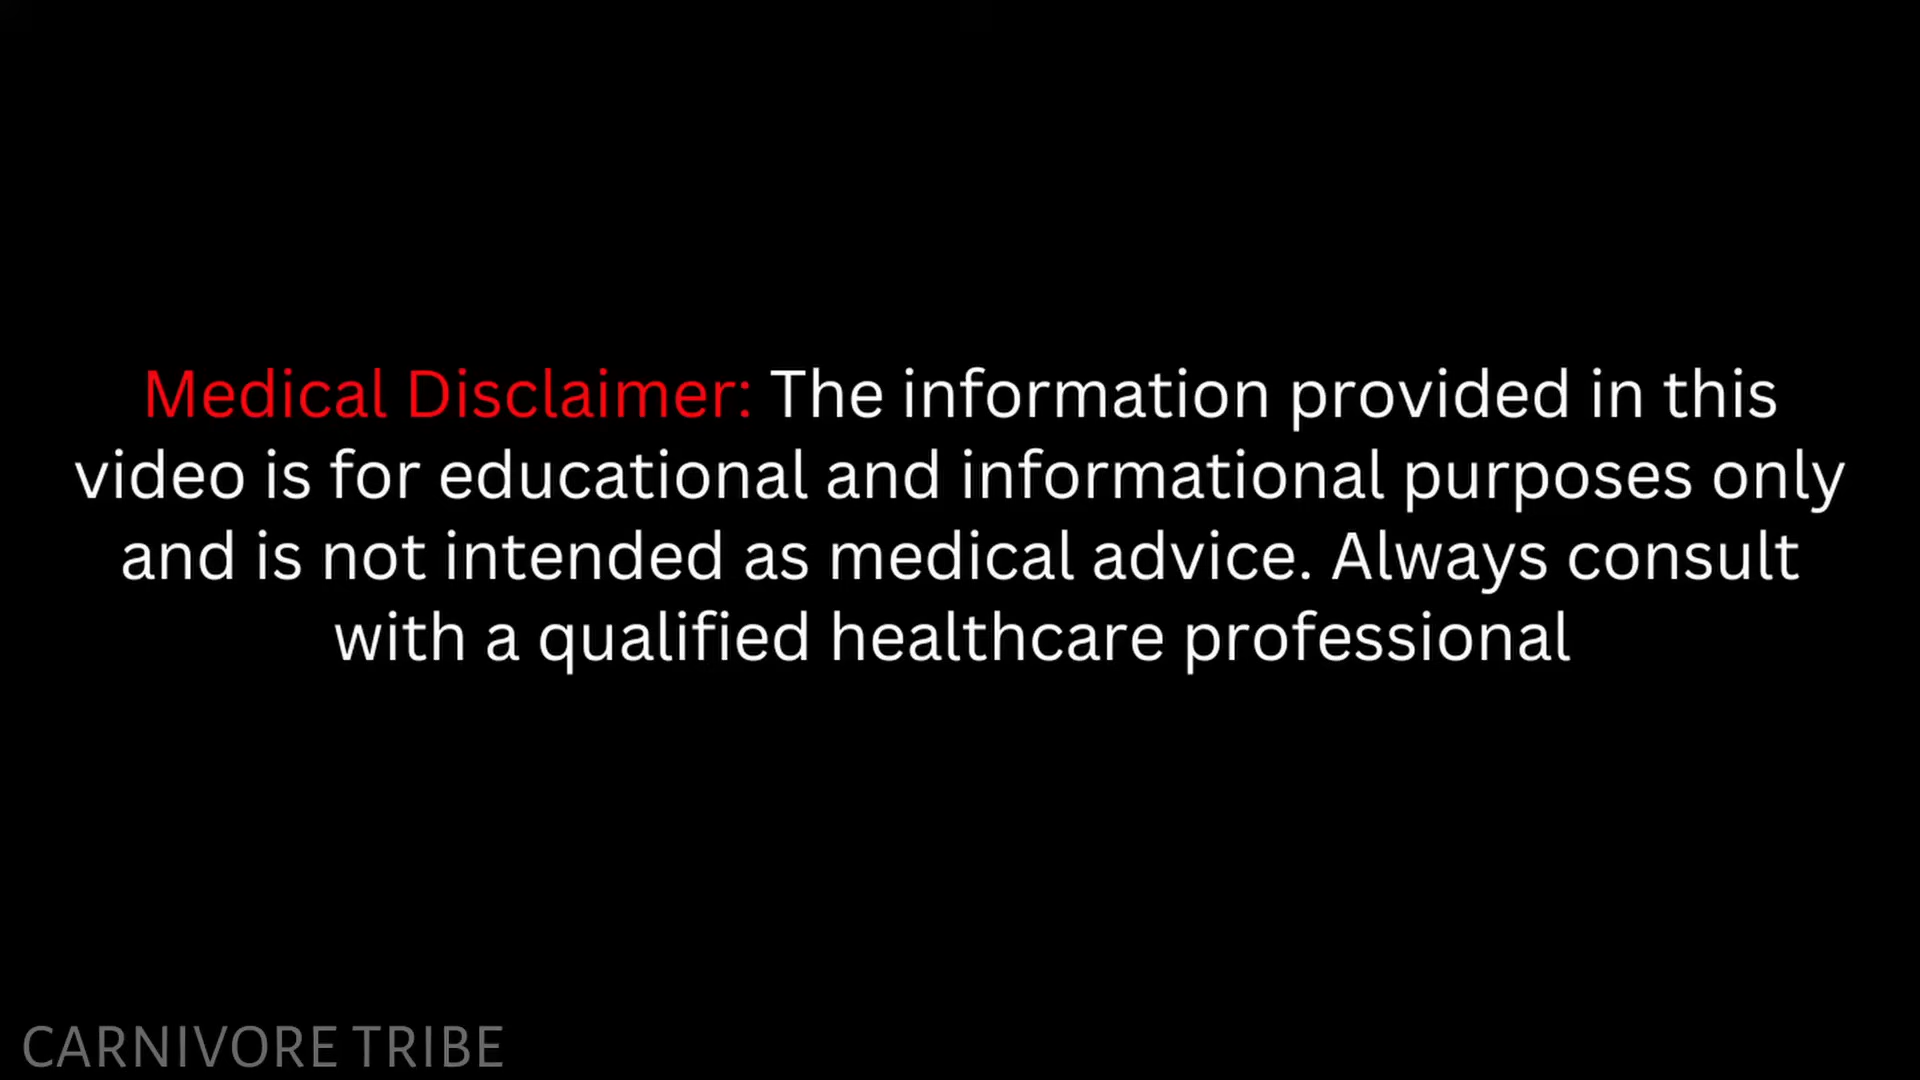 Medical Disclaimer: The information provided in this
video is for educational and informational purposes only
and is not intended as medical advice. Always consult
with a qualified healthcare professional
CARNIVORE TRIBE